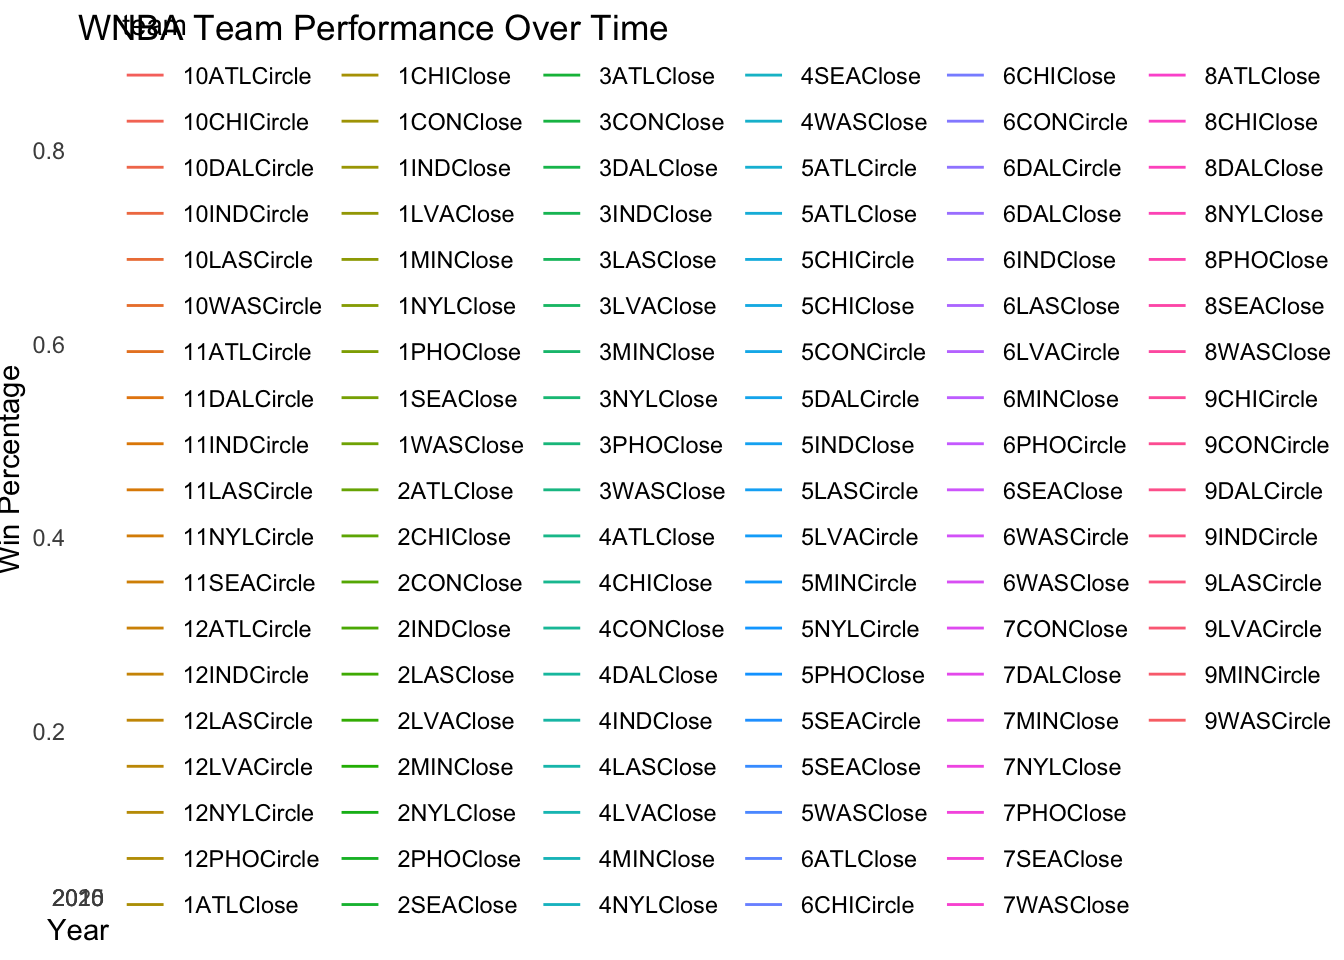 WNBA Team Performance Over Time
team
10ATLCircle 1CHIClose 3ATLClose 4SEAClose 6CHIClose 8ATLClose
10CHICircle 1CONClose 3CONClose 4WASClose 6CONCircle 8CHIClose
0.8
10DALCircle 1INDClose 3DALClose 5ATLCircle 6DALCircle 8DALClose
10INDCircle 1LVAClose 3INDClose 5ATLClose 6DALClose 8NYLClose
10LASCircle 1MINClose 3LASClose 5CHICircle 6INDClose 8PHOClose
10WASCircle 1NYLClose 3LVAClose 5CHIClose 6LASClose 8SEAClose
0.6
11ATLCircle 1PHOClose 3MINClose 5CONCircle 6LVACircle 8WASClose
11DALCircle 1SEAClose 3NYLClose 5DALCircle 6MINClose 9CHICircle
11INDCircle 1WASClose 3PHOClose 5INDClose 6PHOCircle 9CONCircle
Win Percentage
11LASCircle 2ATLClose 3WASClose 5LASCircle 6SEAClose 9DALCircle
0.4
11NYLCircle 2CHIClose 4ATLClose 5LVACircle 6WASCircle 9INDCircle
11SEACircle 2CONClose 4CHIClose 5MINCircle 6WASClose 9LASCircle
12ATLCircle 2INDClose 4CONClose 5NYLCircle 7CONClose 9LVACircle
12INDCircle 2LASClose 4DALClose 5PHOClose 7DALClose 9MINCircle
12LASCircle 2LVAClose 4INDClose 5SEACircle 7MINClose 9WASCircle
0.2
12LVACircle 2MINClose 4LASClose 5SEAClose 7NYLClose
12NYLCircle 2NYLClose 4LVAClose 5WASClose 7PHOClose
12PHOCircle 2PHOClose 4MINClose 6ATLClose 7SEAClose
1ATLClose 2SEAClose 4NYLClose 6CHICircle 7WASClose
Year